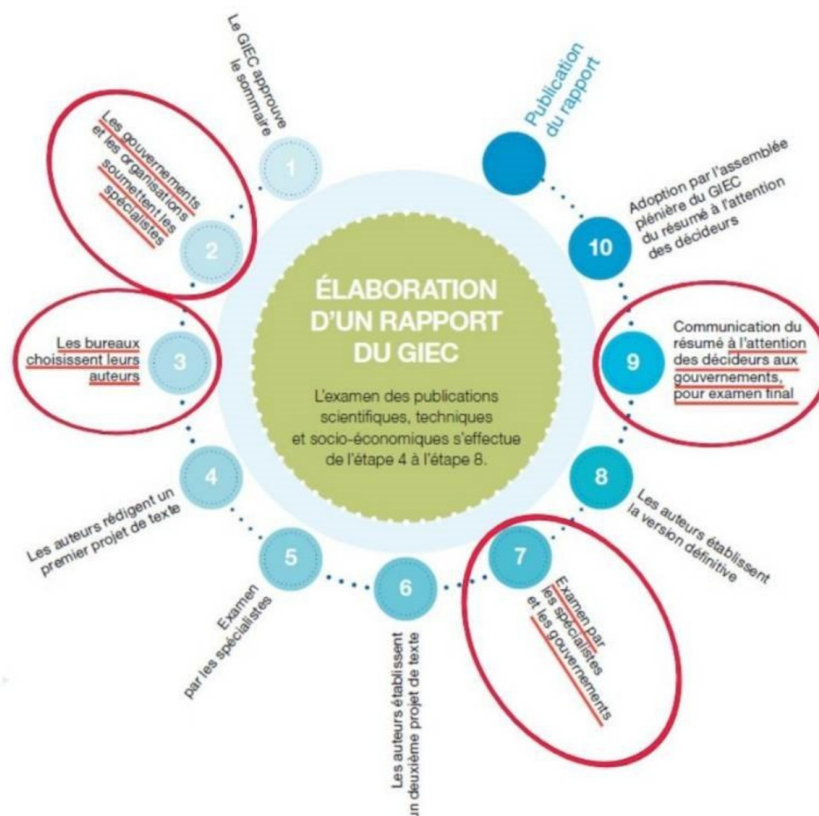 ÉLABORATION
D'UN RAPPORT
DU GIEC
L'examen des publications
scientifiques, techniques
et socio-économiques s'effectue
de l'étape 4 à l'étape 8.
1
Le GIEC approuve
le sommaire
2
Les gouvernements
et les organisations
soumettent les
spécialistes
3
Les bureaux
choisissent leurs
auteurs
4
Les auteurs rédigent un
premier projet de texte
5
Examen
par les spécialistes
6
Les auteurs établissent
un deuxième projet de texte
7
Examen par
les spécialistes
et les gouvernements
8
Les auteurs établissent
la version définitive
9
Communication du
résumé à l'attention
des décideurs aux
gouvernements,
pour examen final
10
Adoption par l'assemblée
plénière du GIEC
du résumé à l'attention
des décideurs
Publication
du rapport